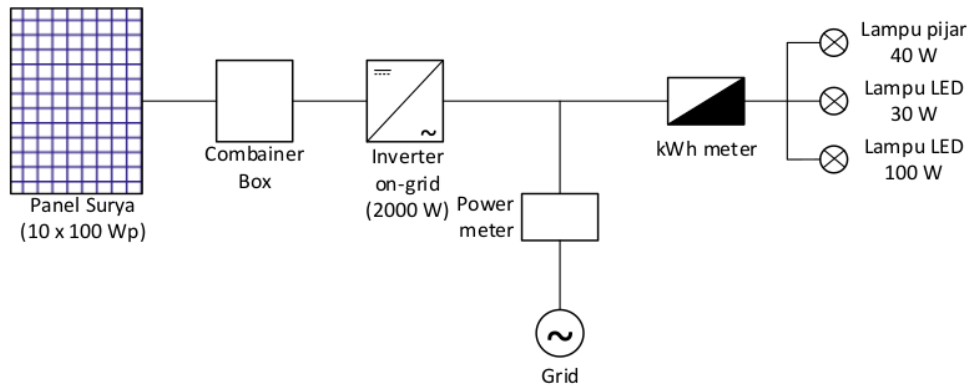 Panel Surya
(10 x 100 Wp)
Combainer
Box
Inverter
on-grid
(2000 W)
Power
meter
Grid
kWh meter
Lampu pijar
40 W
Lampu LED
30 W
Lampu LED
100 W